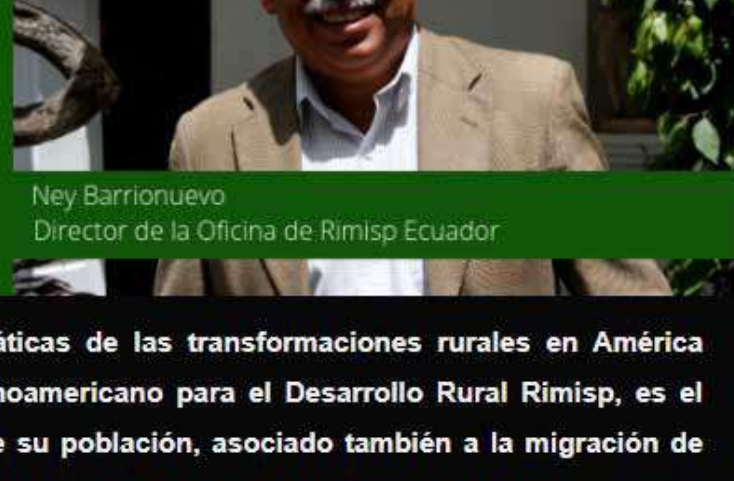 Ney Barrionuevo
Director de la Oficina de Rimisp Ecuador
áticas de las transformaciones rurales en América
noamericano para el Desarrollo Rural Rimisp, es el
e su población, asociado también a la migración de